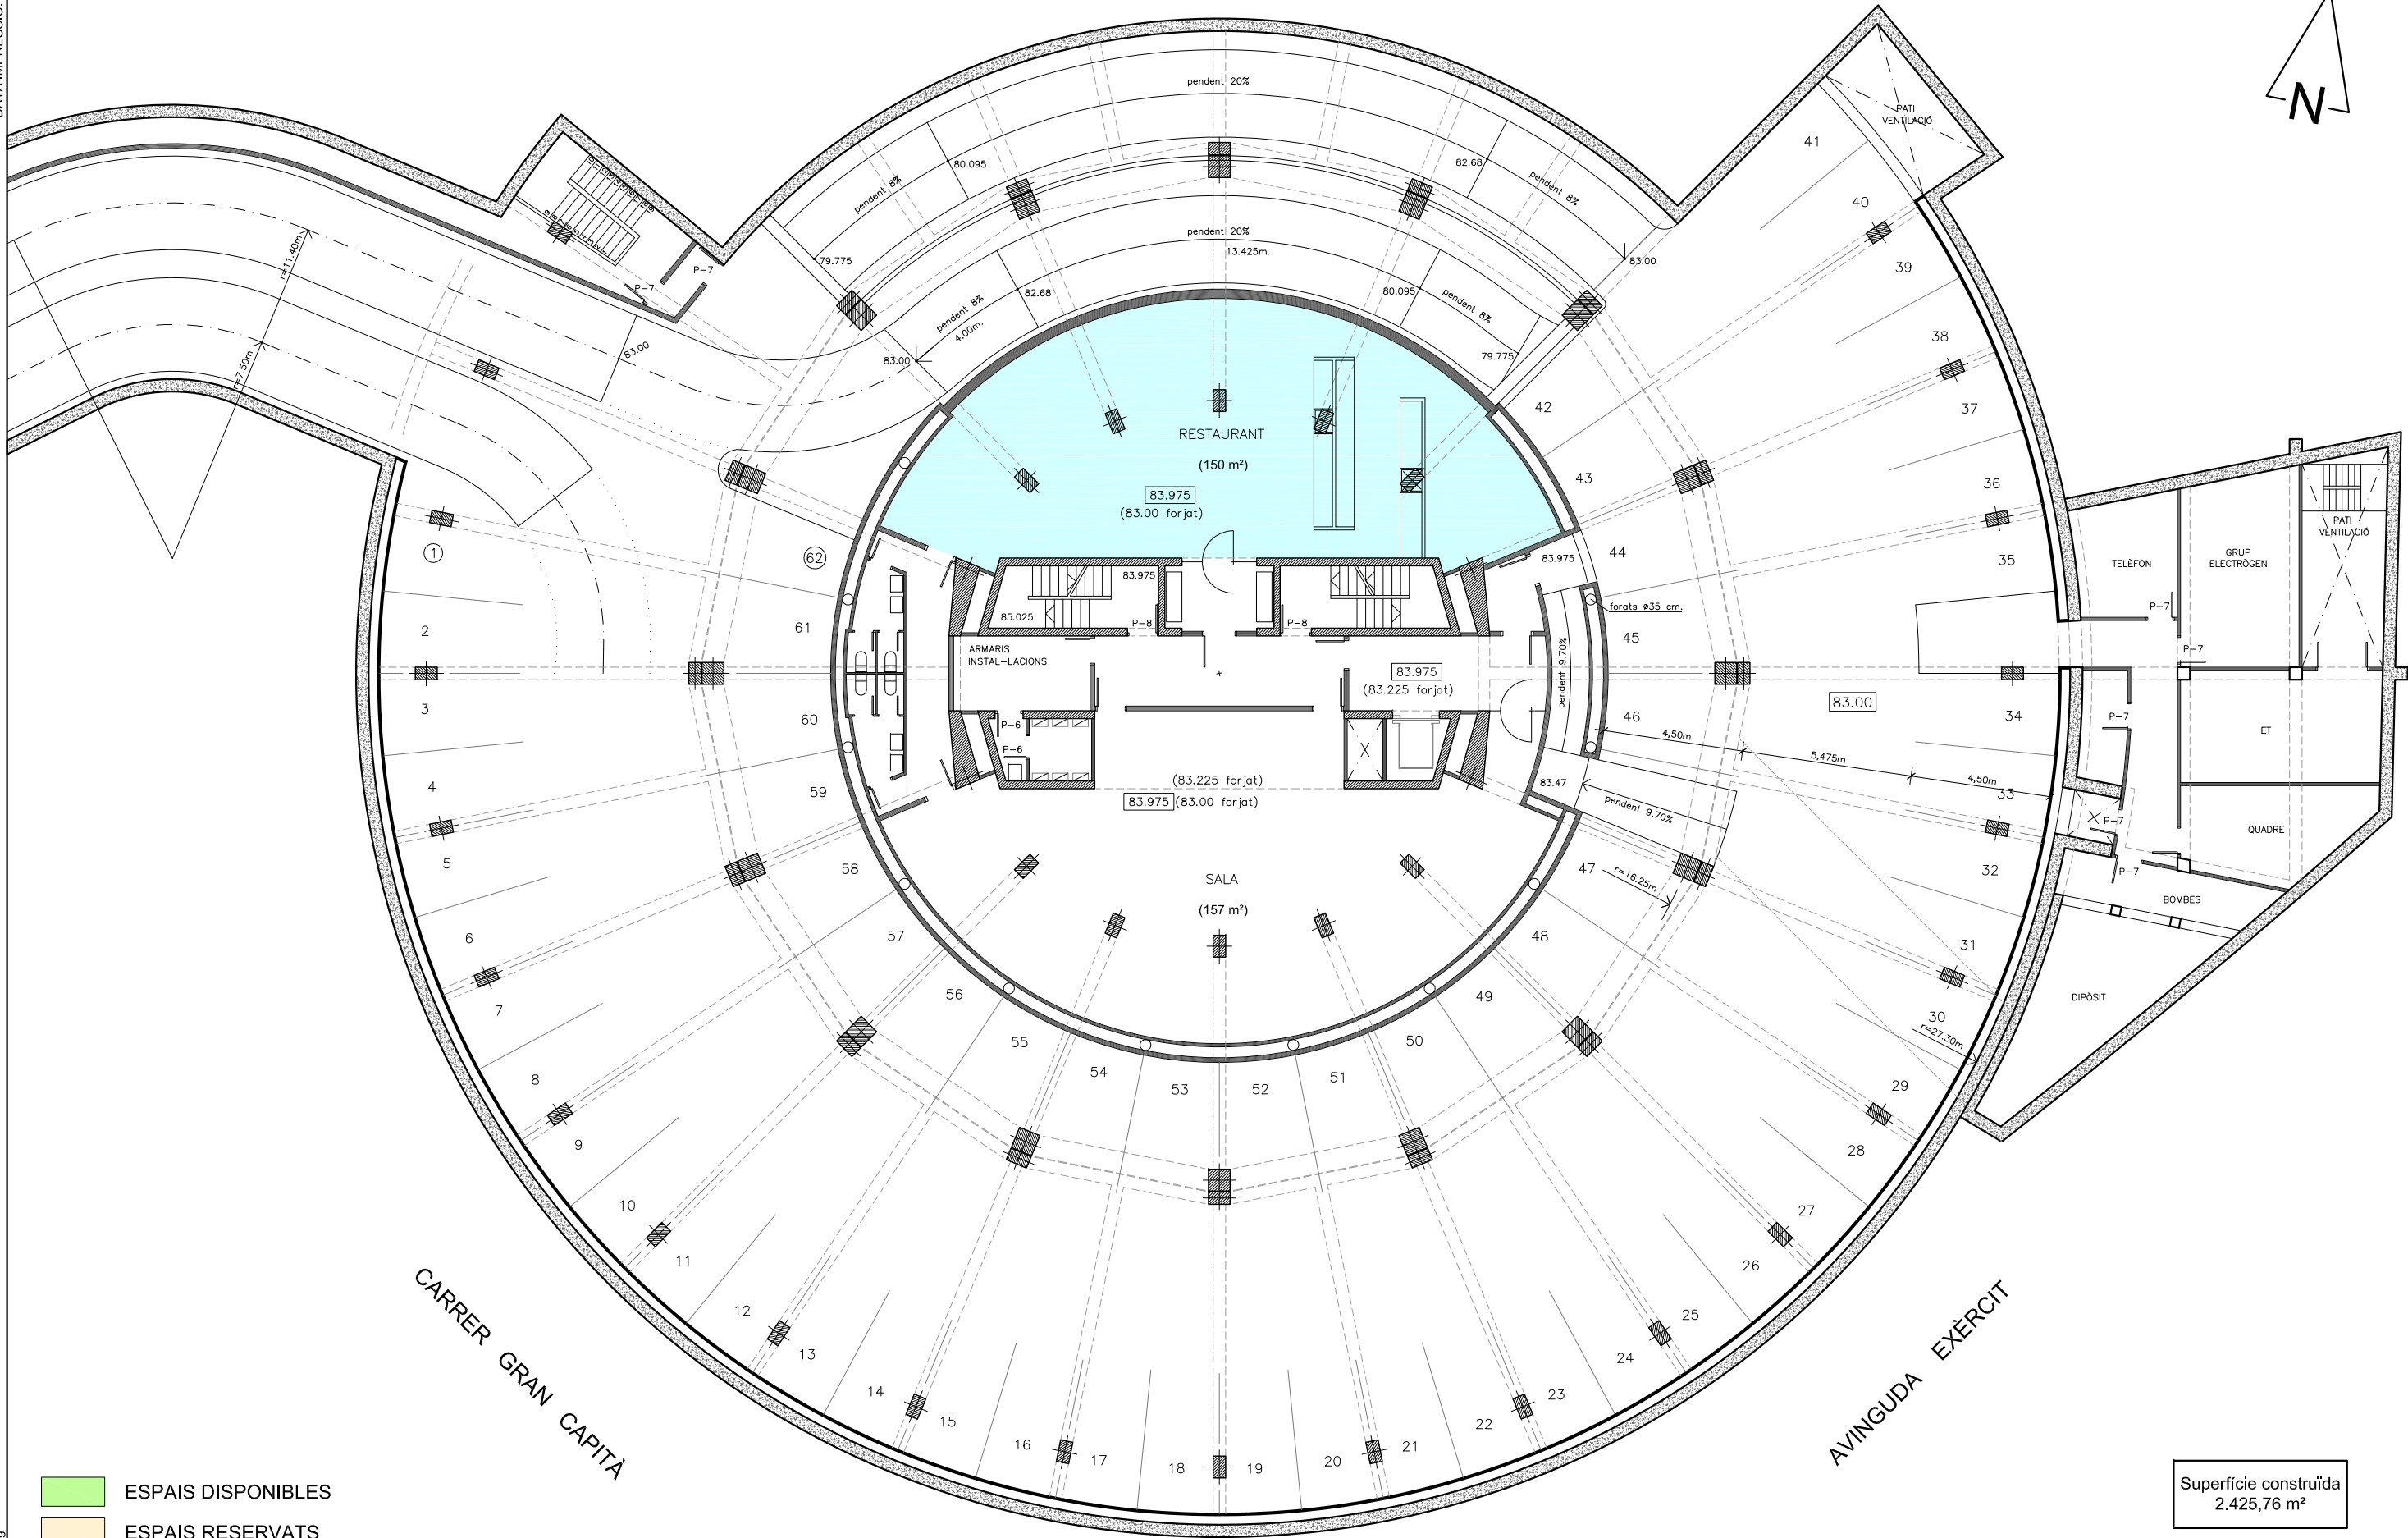 N
pendent 20%
pendent 8%
80.095
82.68
pendent 8%
79.775
83.00
pendent 20%
13.425m.
pendent 8%
4.00m.
82.68
80.095
pendent 8%
83.00
79.775
PATI
VENTILACIÓ
41
40
39
38
37
36
35
34
33
32
31
30
29
28
27
26
25
24
23
22
21
20
19
18
17
16
15
14
13
12
11
10
9
8
7
6
5
4
3
2
1
r=11.40m
r=7.50m
83.00
P-7
P-7
RESTAURANT
(150 m²)
83.975
(83.00 forjat)
42
43
44
45
46
47
48
49
50
51
52
53
54
55
56
57
58
59
60
61
62
83.975
85.025
P-8
P-8
83.975
forats ø35 cm.
ARMARIS
INSTAL-LACIONS
pendent 9.70%
83.975
(83.225 forjat)
P-6
P-6
(83.225 forjat)
83.975 (83.00 forjat)
83.47
pendent 9.70%
4,50m
5,475m
4,50m
83.00
r=16.25m
r=27.30m
SALA
(157 m²)
TELÈFON
GRUP
ELECTRÒGEN
PATI
VENTILACIÓ
P-7
P-7
P-7
ET
P-7
QUADRE
P-7
BOMBES
DIPÒSIT
CARRER GRAN CAPITÀ
AVINGUDA EXÈRCIT
ESPAIS DISPONIBLES
ESPAIS RESERVATS
Superfície construïda
2.425,76 m²